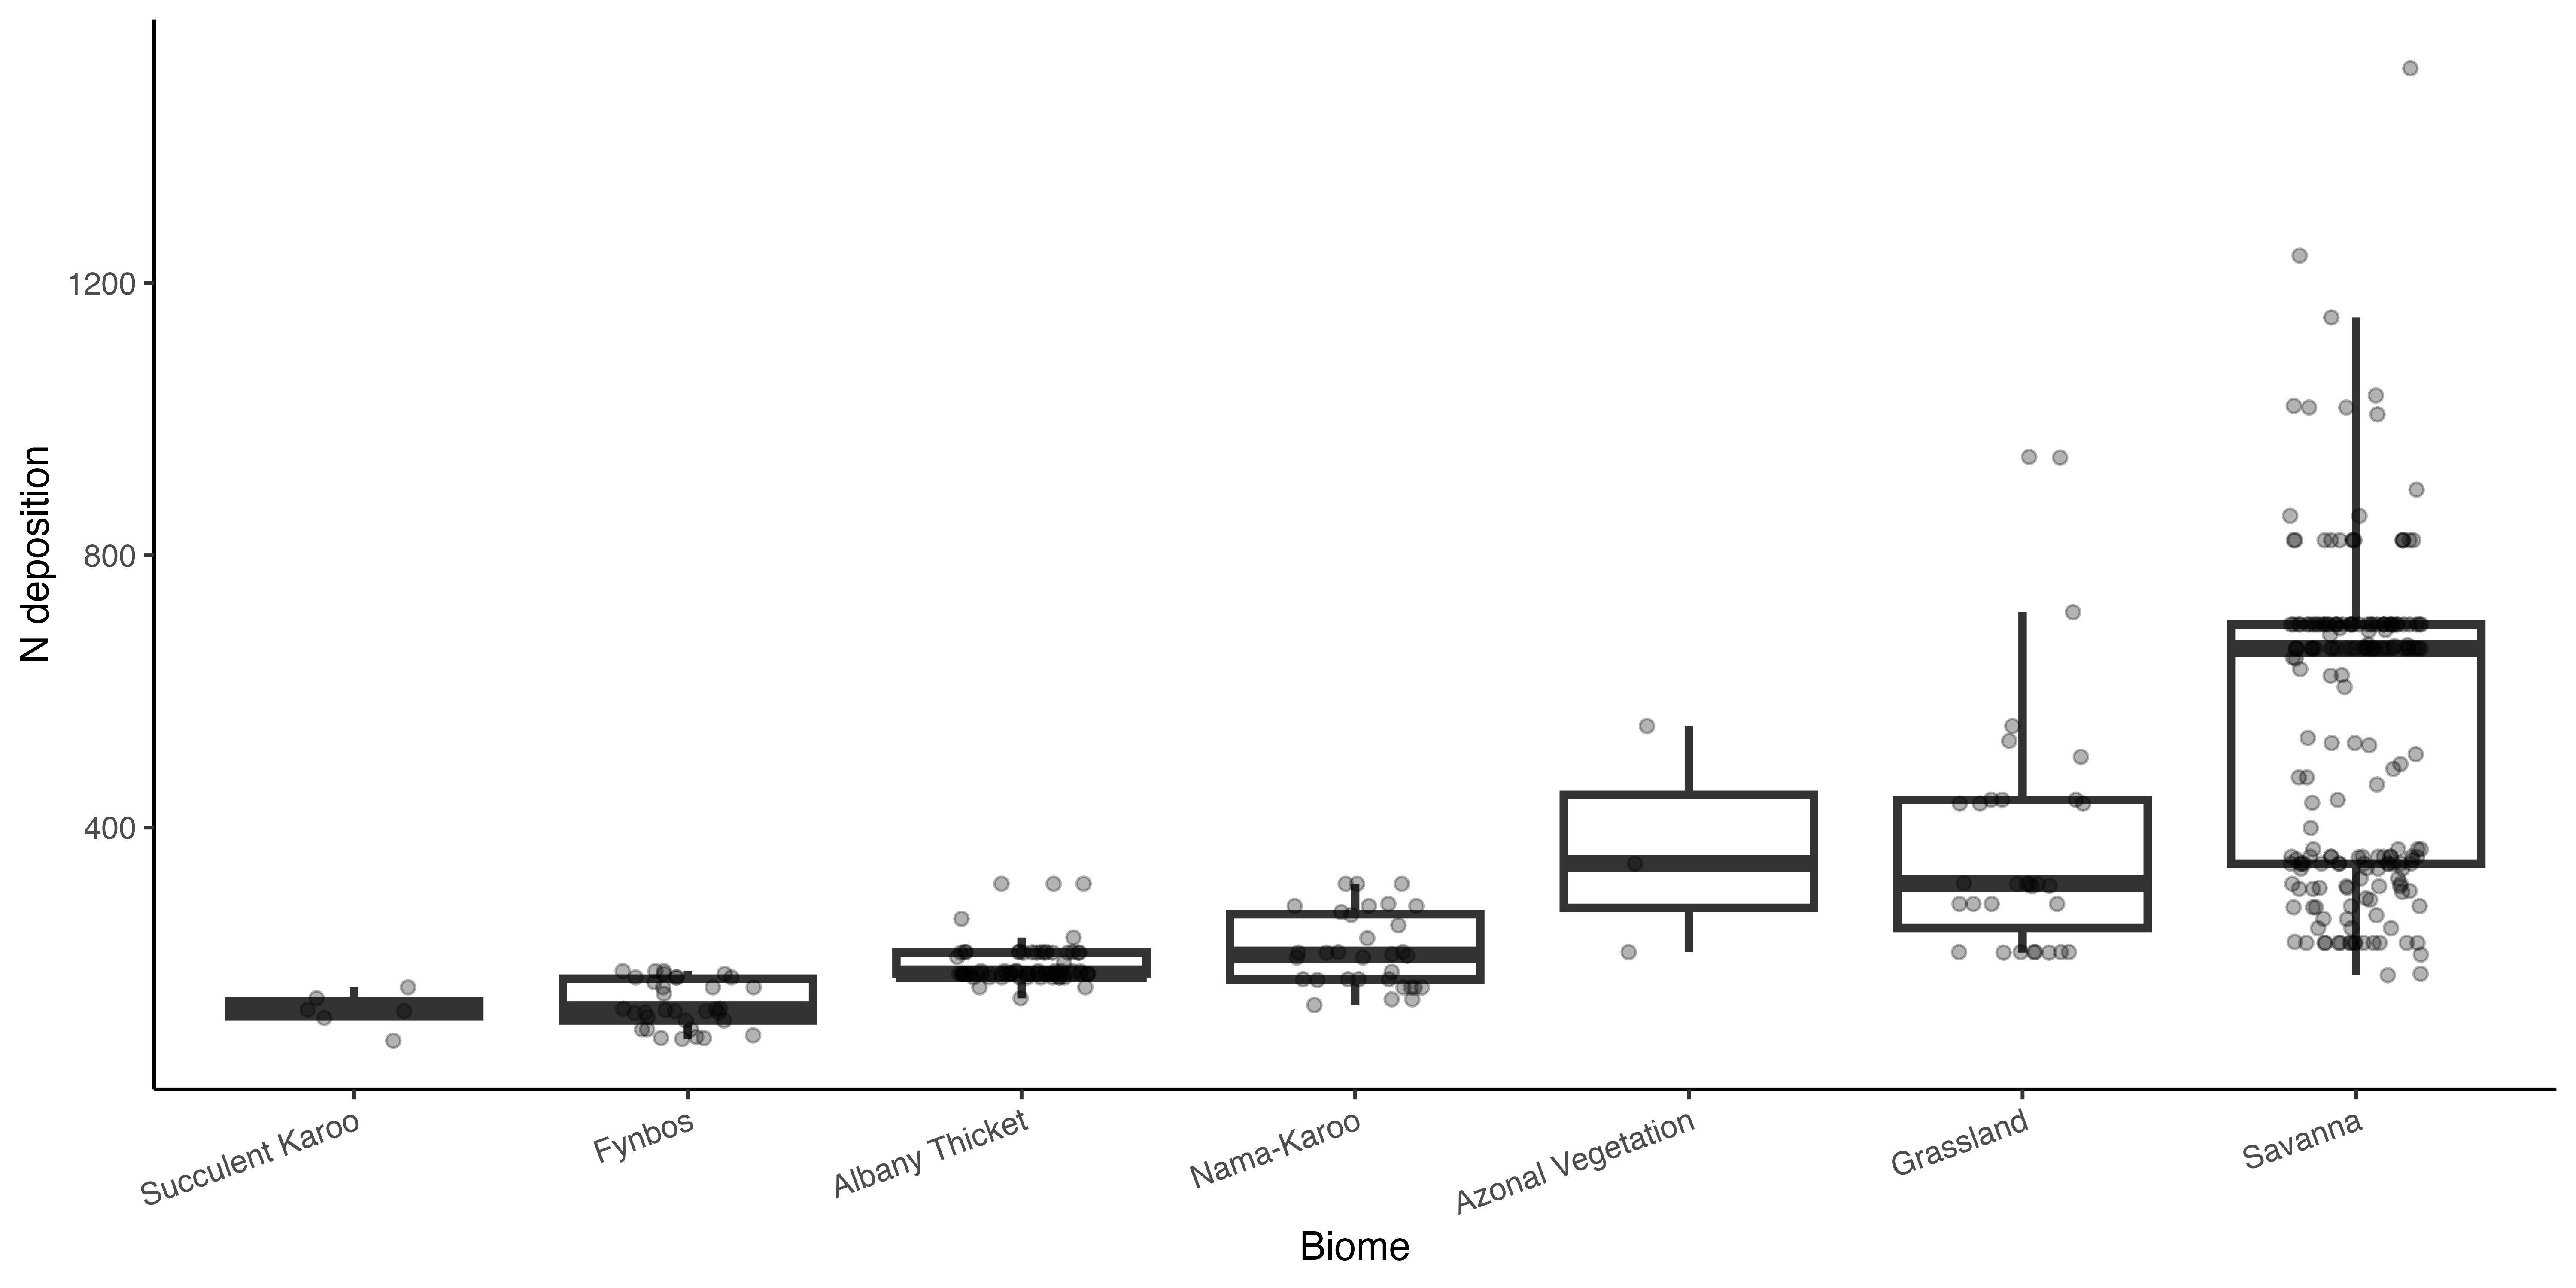 N deposition
1200
800
400
Succulent Karoo
Fynbos
Albany Thicket
Nama-Karoo
Azonal Vegetation
Grassland
Savanna
Biome